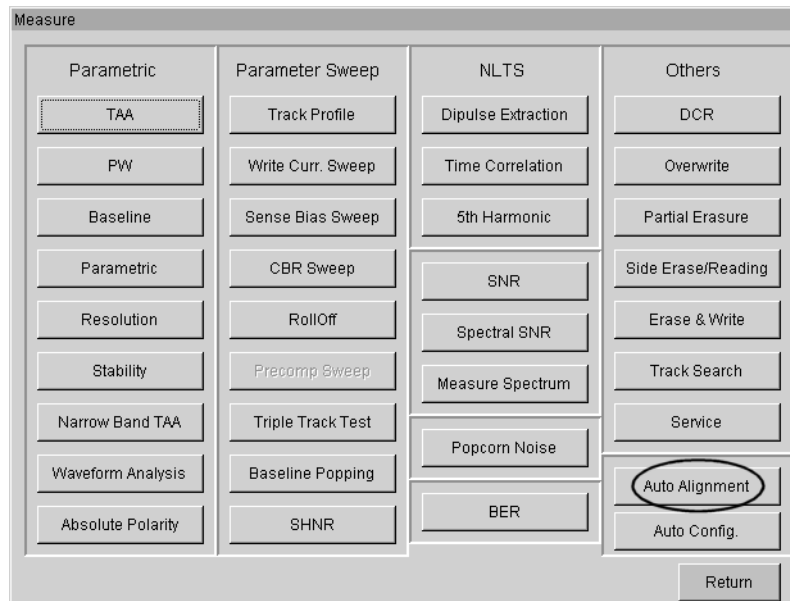 Measure
Parametric
TAA
PW
Baseline
Parametric
Resolution
Stability
Narrow Band TAA
Waveform Analysis
Absolute Polarity
Parameter Sweep
Track Profile
Write Curr. Sweep
Sense Bias Sweep
CBR Sweep
RollOff
Precomp Sweep
Triple Track Test
Baseline Popping
SHNR
NLTS
Dipulse Extraction
Time Correlation
5th Harmonic
SNR
Spectral SNR
Measure Spectrum
Popcorn Noise
BER
Others
DCR
Overwrite
Partial Erasure
Side Erase/Reading
Erase & Write
Track Search
Service
Auto Alignment
Auto Config.
Return